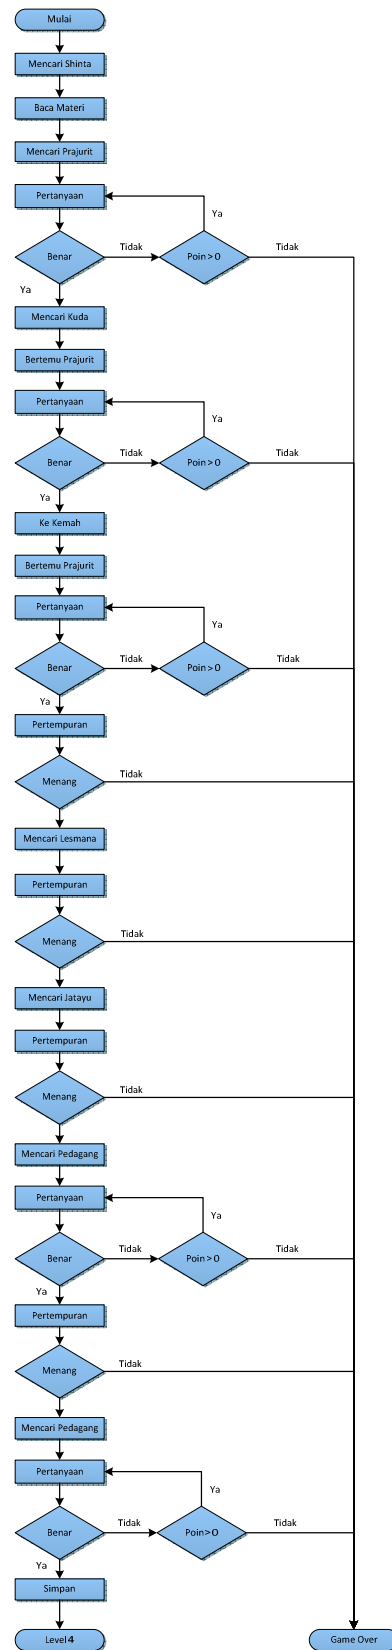 Mulai
Mencari Shinta
Baca Materi
Mencari Prajurit
Pertanyaan
Ya
Benar
Tidak
Poin > 0
Tidak
Ya
Mencari Kuda
Bertemu Prajurit
Pertanyaan
Ya
Benar
Tidak
Poin > 0
Tidak
Ya
Ke Kemah
Bertemu Prajurit
Pertanyaan
Ya
Benar
Tidak
Poin > 0
Tidak
Ya
Pertempuran
Menang
Tidak
Mencari Lesmana
Pertempuran
Menang
Tidak
Mencari Jatayu
Pertempuran
Menang
Tidak
Mencari Pedagang
Pertanyaan
Ya
Benar
Tidak
Poin > 0
Tidak
Ya
Pertempuran
Menang
Tidak
Mencari Pedagang
Pertanyaan
Ya
Benar
Tidak
Poin > 0
Tidak
Ya
Simpan
Level 4
Game Over